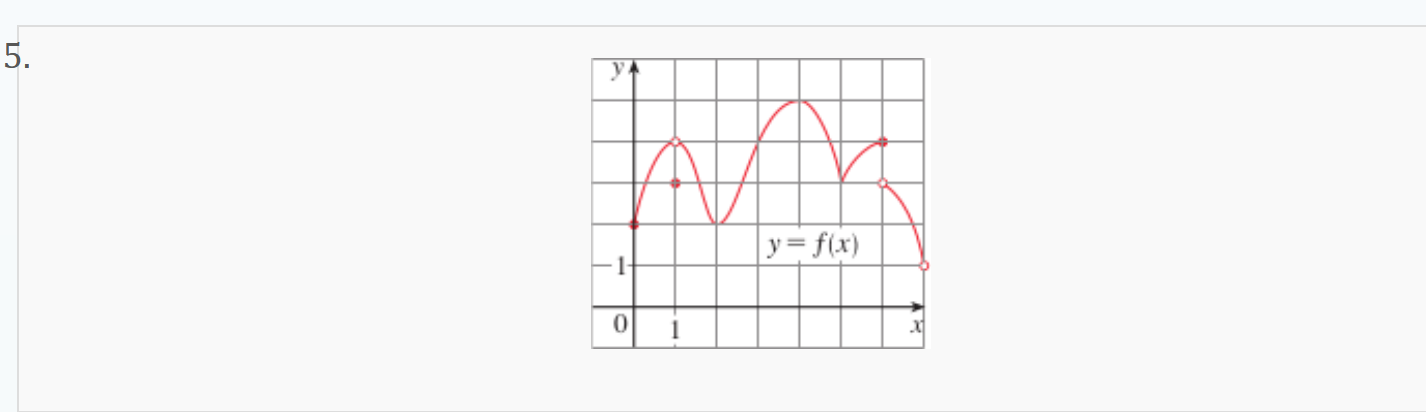 5.
y
y = f(x)
1
0 1 x